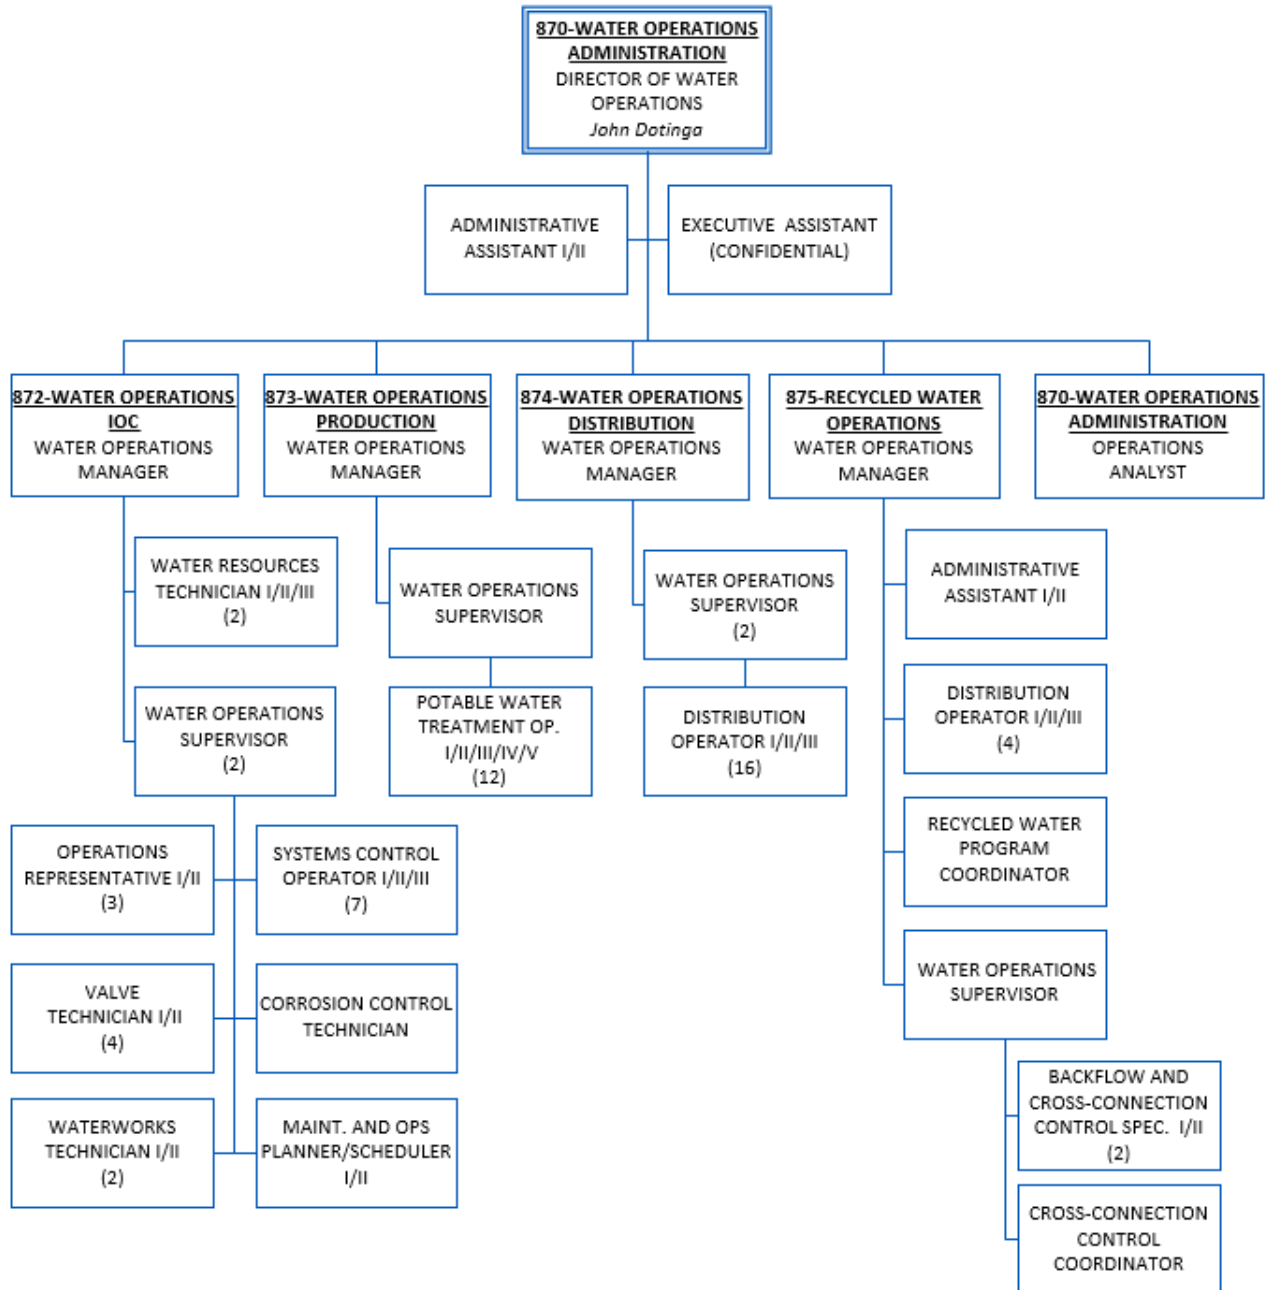 870-WATER OPERATIONS
ADMINISTRATION
DIRECTOR OF WATER
OPERATIONS
John Dotinga
ADMINISTRATIVE
ASSISTANT I/II
EXECUTIVE ASSISTANT
(CONFIDENTIAL)
872-WATER OPERATIONS
IOC
WATER OPERATIONS
MANAGER
873-WATER OPERATIONS
PRODUCTION
WATER OPERATIONS
MANAGER
874-WATER OPERATIONS
DISTRIBUTION
WATER OPERATIONS
MANAGER
875-RECYCLED WATER
OPERATIONS
WATER OPERATIONS
MANAGER
870-WATER OPERATIONS
ADMINISTRATION
OPERATIONS
ANALYST
WATER RESOURCES
TECHNICIAN I/II/III
(2)
WATER OPERATIONS
SUPERVISOR
(2)
OPERATIONS
REPRESENTATIVE I/II
(3)
SYSTEMS CONTROL
OPERATOR I/II/III
(7)
VALVE
TECHNICIAN I/II
(4)
CORROSION CONTROL
TECHNICIAN
WATERWORKS
TECHNICIAN I/II
(2)
MAINT. AND OPS
PLANNER/SCHEDULER
I/II
WATER OPERATIONS
SUPERVISOR
POTABLE WATER
TREATMENT OP.
I/II/III/IV/V
(12)
WATER OPERATIONS
SUPERVISOR
(2)
DISTRIBUTION
OPERATOR I/II/III
(16)
ADMINISTRATIVE
ASSISTANT I/II
DISTRIBUTION
OPERATOR I/II/III
(4)
RECYCLED WATER
PROGRAM
COORDINATOR
WATER OPERATIONS
SUPERVISOR
BACKFLOW AND
CROSS-CONNECTION
CONTROL SPEC. I/II
(2)
CROSS-CONNECTION
CONTROL
COORDINATOR